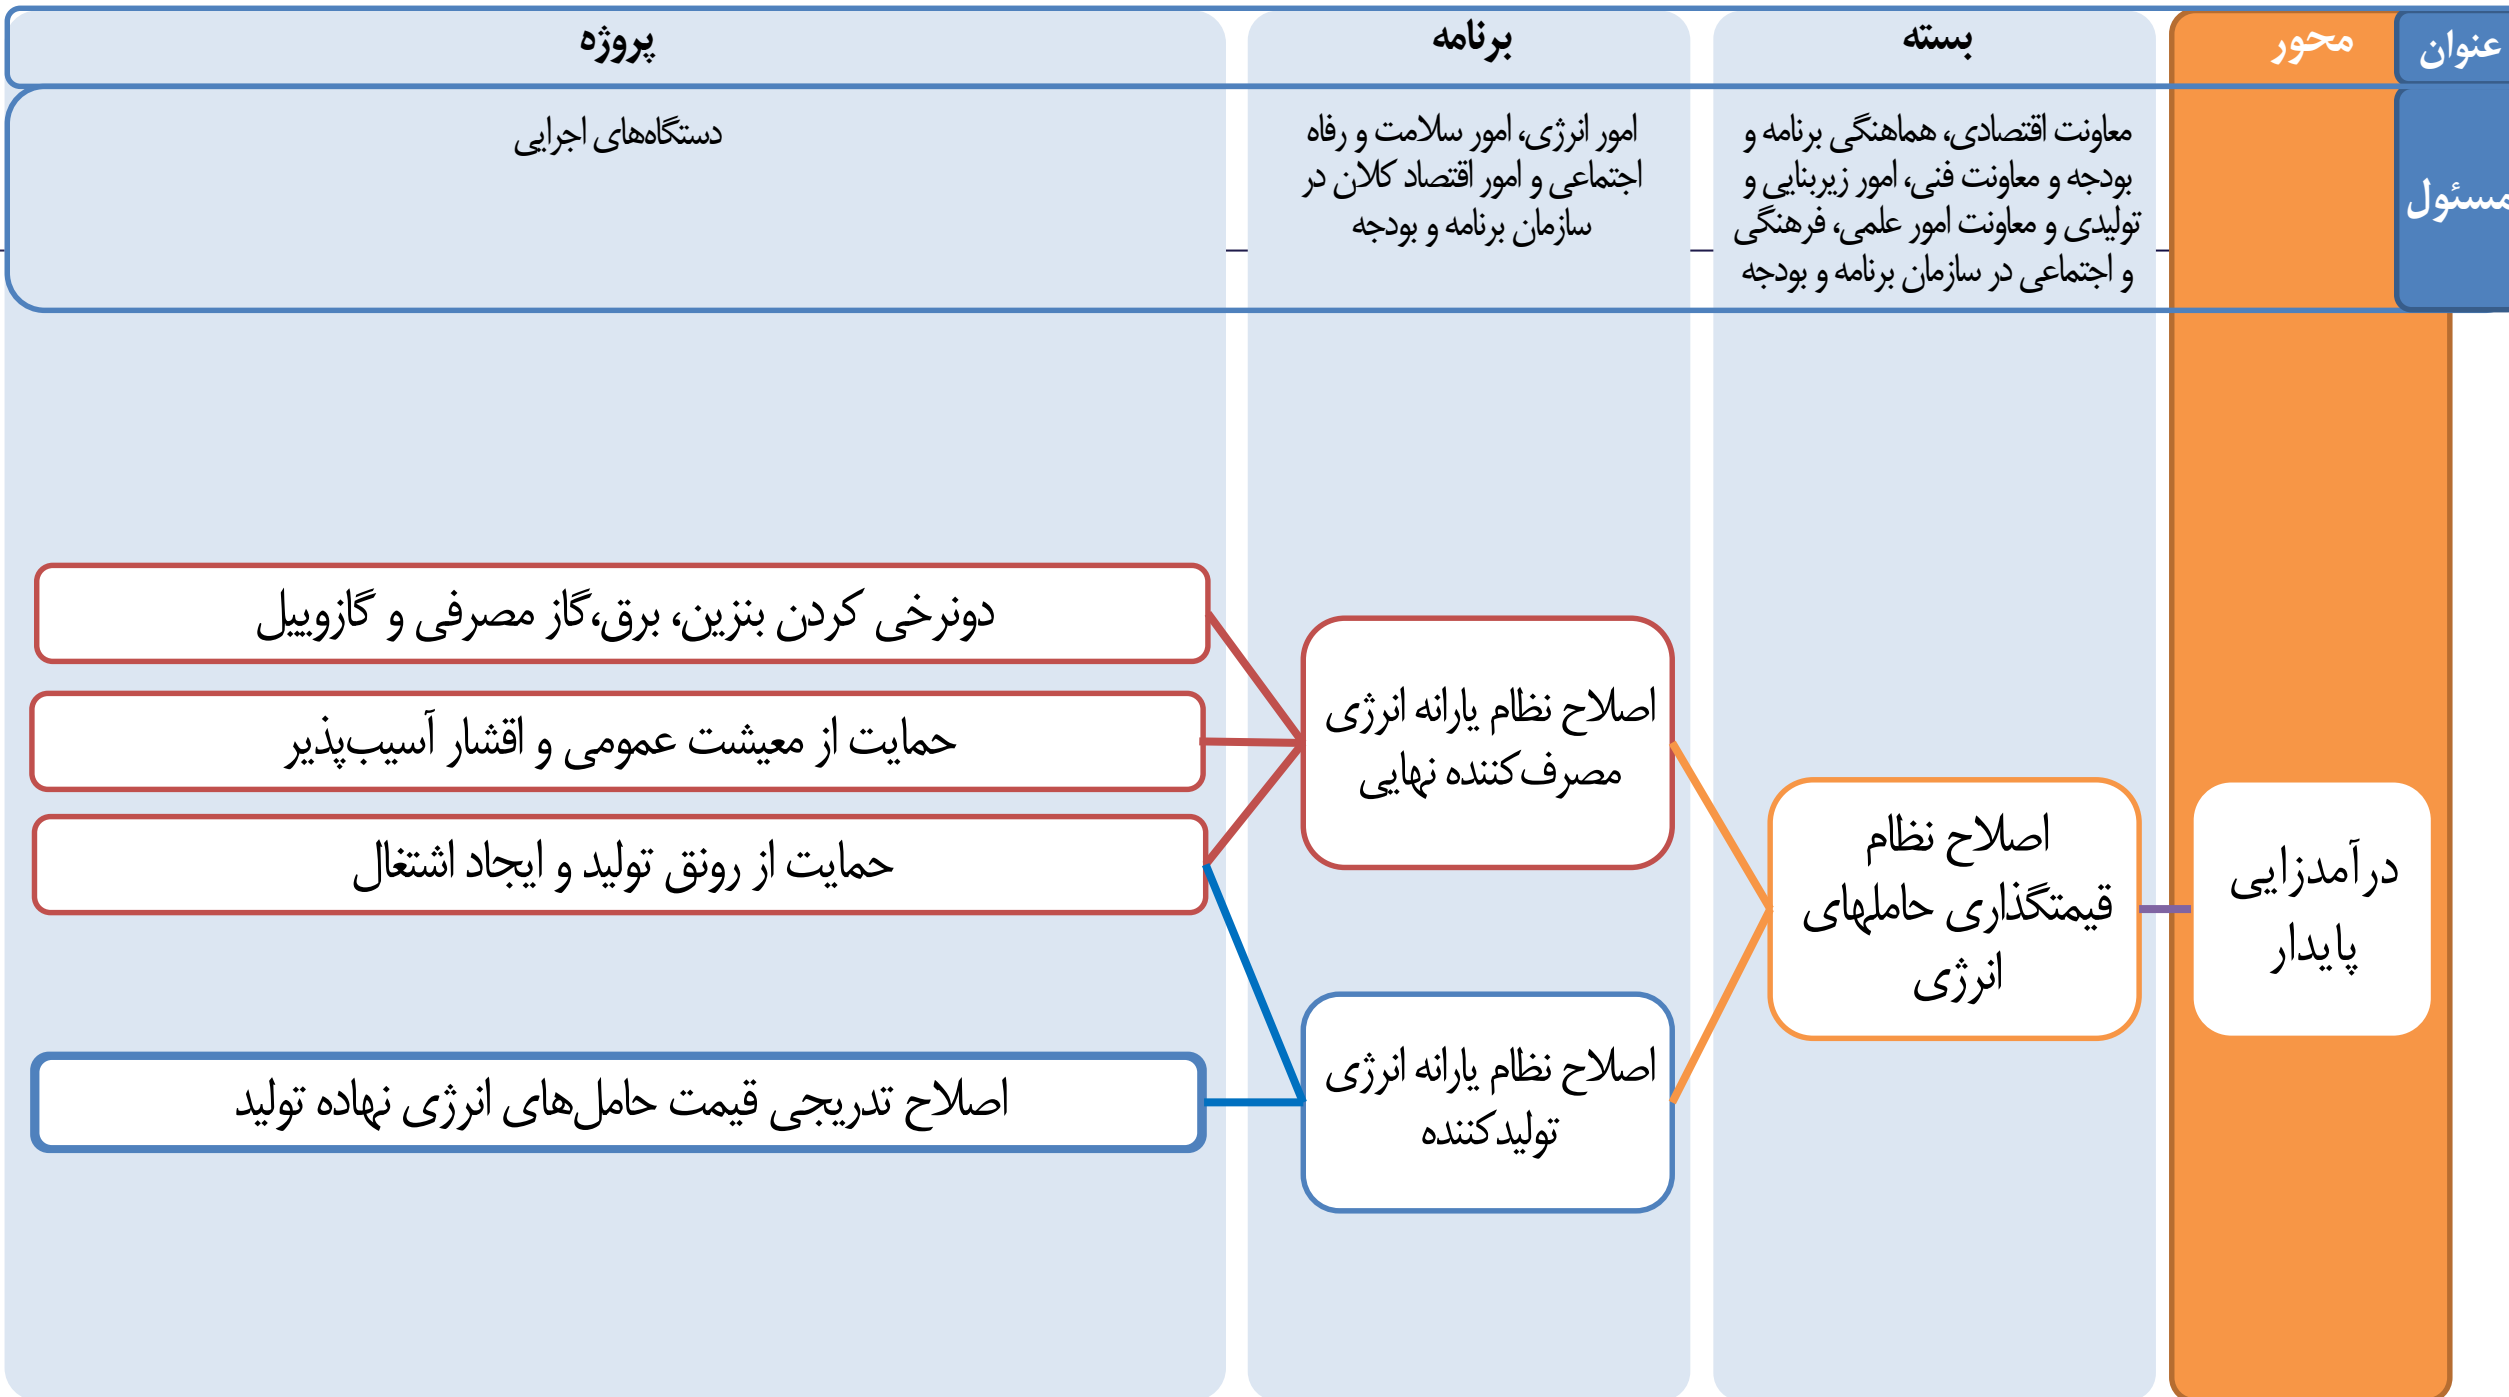 عنوان
محور
بسته
برنامه
پروژه
مسئول
معاونت اقتصادی، هماهنگی برنامه و
بودجه و معاونت فنی، امور زیربنایی و
تولیدی و معاونت امور علمی، فرهنگی
و اجتماعی در سازمان برنامه و بودجه
امور انرژی، امور سلامت و رفاه
اجتماعی و امور اقتصاد کلان در
سازمان برنامه و بودجه
دستگاه‌های اجرایی
درآمدزایی
پایدار
اصلاح نظام
قیمتگذاری حاملهای
انرژی
اصلاح نظام یارانه انرژی
مصرف‌کننده نهایی
اصلاح نظام یارانه انرژی
تولیدکننده
دونرخی کردن بنزین، برق،گاز مصرفی و گازوییل
حمایت از معیشت عمومی و اقشار آسیب‌پذیر
حمایت از رونق تولید و ایجاد اشتغال
اصلاح تدریجی قیمت حامل‌های انرژی نهاده تولید